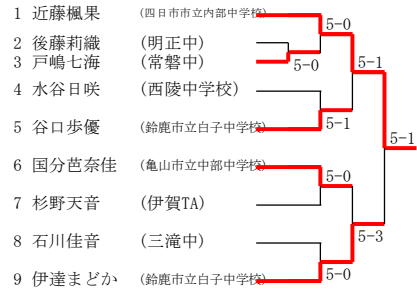 1 近藤楓果 (四日市市立内部中学校)
5-0
2 後藤莉織 (明正中)
3 戸嶋七海 (常磐中)
5-0
5-1
4 水谷日咲 (西陵中学校)
5-1
5 谷口歩優 (鈴鹿市立白子中学校)
5-1
6 国分芭奈佳 (亀山市立中部中学校)
5-0
7 杉野天音 (伊賀TA)
5-3
8 石川佳音 (三滝中)
5-0
9 伊達まどか (鈴鹿市立白子中学校)